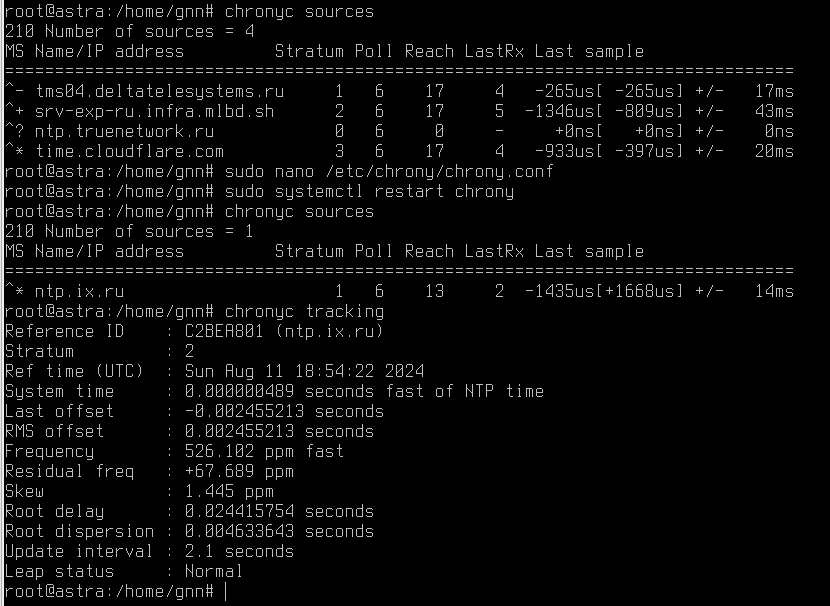 root@astra:/home/gnn# chronyc sources
210 Number of sources = 4
MS Name/IP address         Stratum Poll Reach LastRx Last sample
===============================================================================
^- tms04.deltatelesystems.ru     1   6    17     4   -265us[ -265us] +/-   17ms
^+ srv-exp-ru.infra.mlbd.sh      2   6    17     5  -1346us[ -809us] +/-   43ms
^? ntp.truenetwork.ru            0   6     0     -     +0ns[   +0ns] +/-    0ns
^* time.cloudflare.com           3   6    17     4   -933us[ -397us] +/-   20ms
root@astra:/home/gnn# sudo nano /etc/chrony/chrony.conf
root@astra:/home/gnn# sudo systemctl restart chrony
root@astra:/home/gnn# chronyc sources
210 Number of sources = 1
MS Name/IP address         Stratum Poll Reach LastRx Last sample
===============================================================================
^* ntp.ix.ru                     1   6    13     2  -1435us[+1668us] +/-   14ms
root@astra:/home/gnn# chronyc tracking
Reference ID    : C2BEA801 (ntp.ix.ru)
Stratum         : 2
Ref time (UTC)  : Sun Aug 11 18:54:22 2024
System time     : 0.000000489 seconds fast of NTP time
Last offset     : -0.002455213 seconds
RMS offset      : 0.002455213 seconds
Frequency       : 526.102 ppm fast
Residual freq   : +67.689 ppm
Skew            : 1.445 ppm
Root delay      : 0.024415754 seconds
Root dispersion : 0.004633643 seconds
Update interval : 2.1 seconds
Leap status     : Normal
root@astra:/home/gnn#